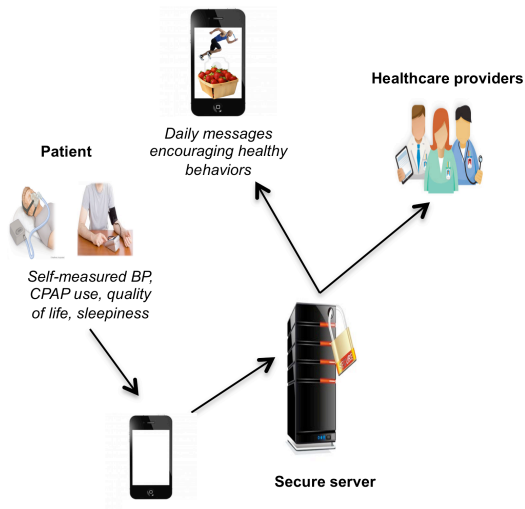 Healthcare providers
Daily messages
encouraging healthy
behaviors
Patient
Self-measured BP,
CPAP use, quality
of life, sleepiness
Secure server